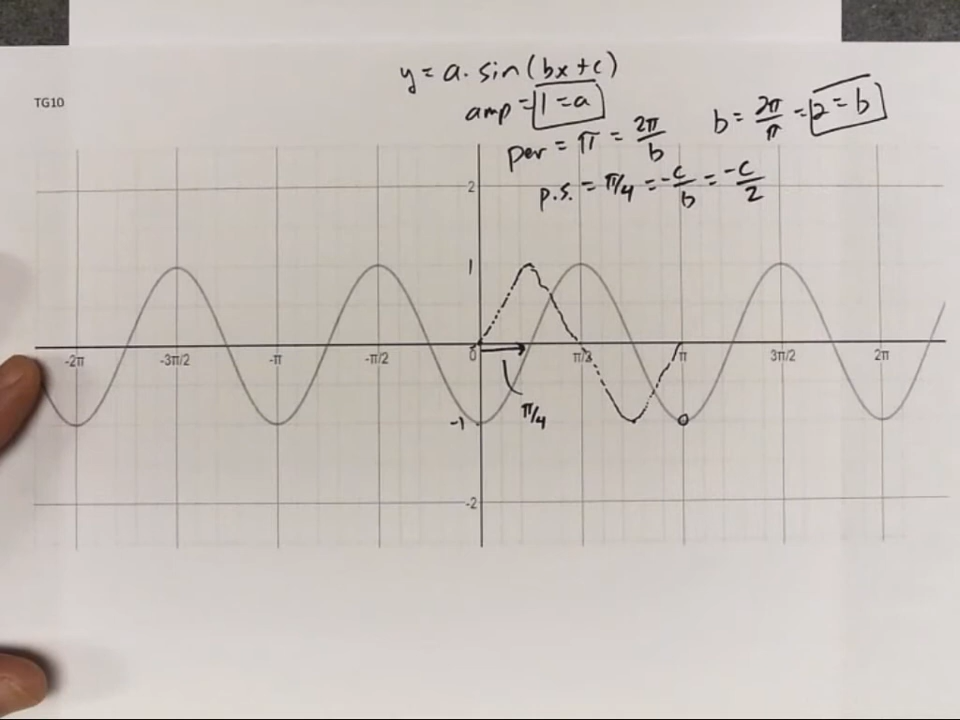 y = a. sin(bx+c)
TG10
amp = 1 = a
b = 2π/π = 2 = b
per = π = 2π/b
p.s. = π/4 = -c/b = -c/2
2
1
-2π -3π/2 -π -π/2 0 π/2 π 3π/2 2π
π/4
-1
-2